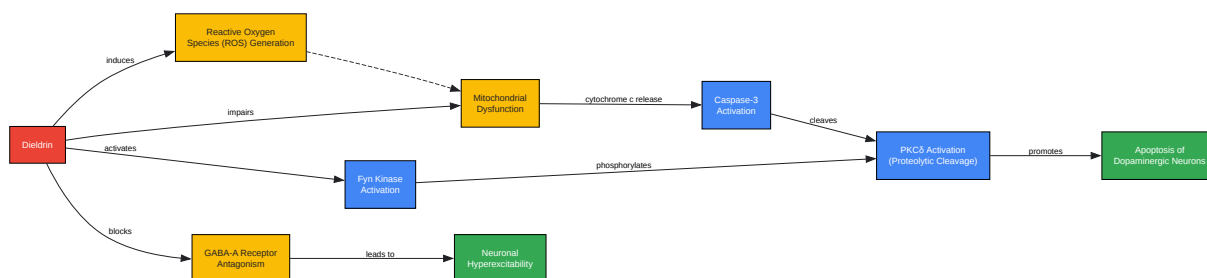 Reactive Oxygen
Species (ROS) Generation
induces
Mitochondrial
Dysfunction
impairs
cytochrome c release
Caspase-3
Activation
cleaves
Dieldrin
activates
Fyn Kinase
Activation
phosphorylates
PKCδ Activation
(Proteolytic Cleavage)
promotes
Apoptosis of
Dopaminergic Neurons
blocks
GABA-A Receptor
Antagonism
leads to
Neuronal
Hyperexcitability